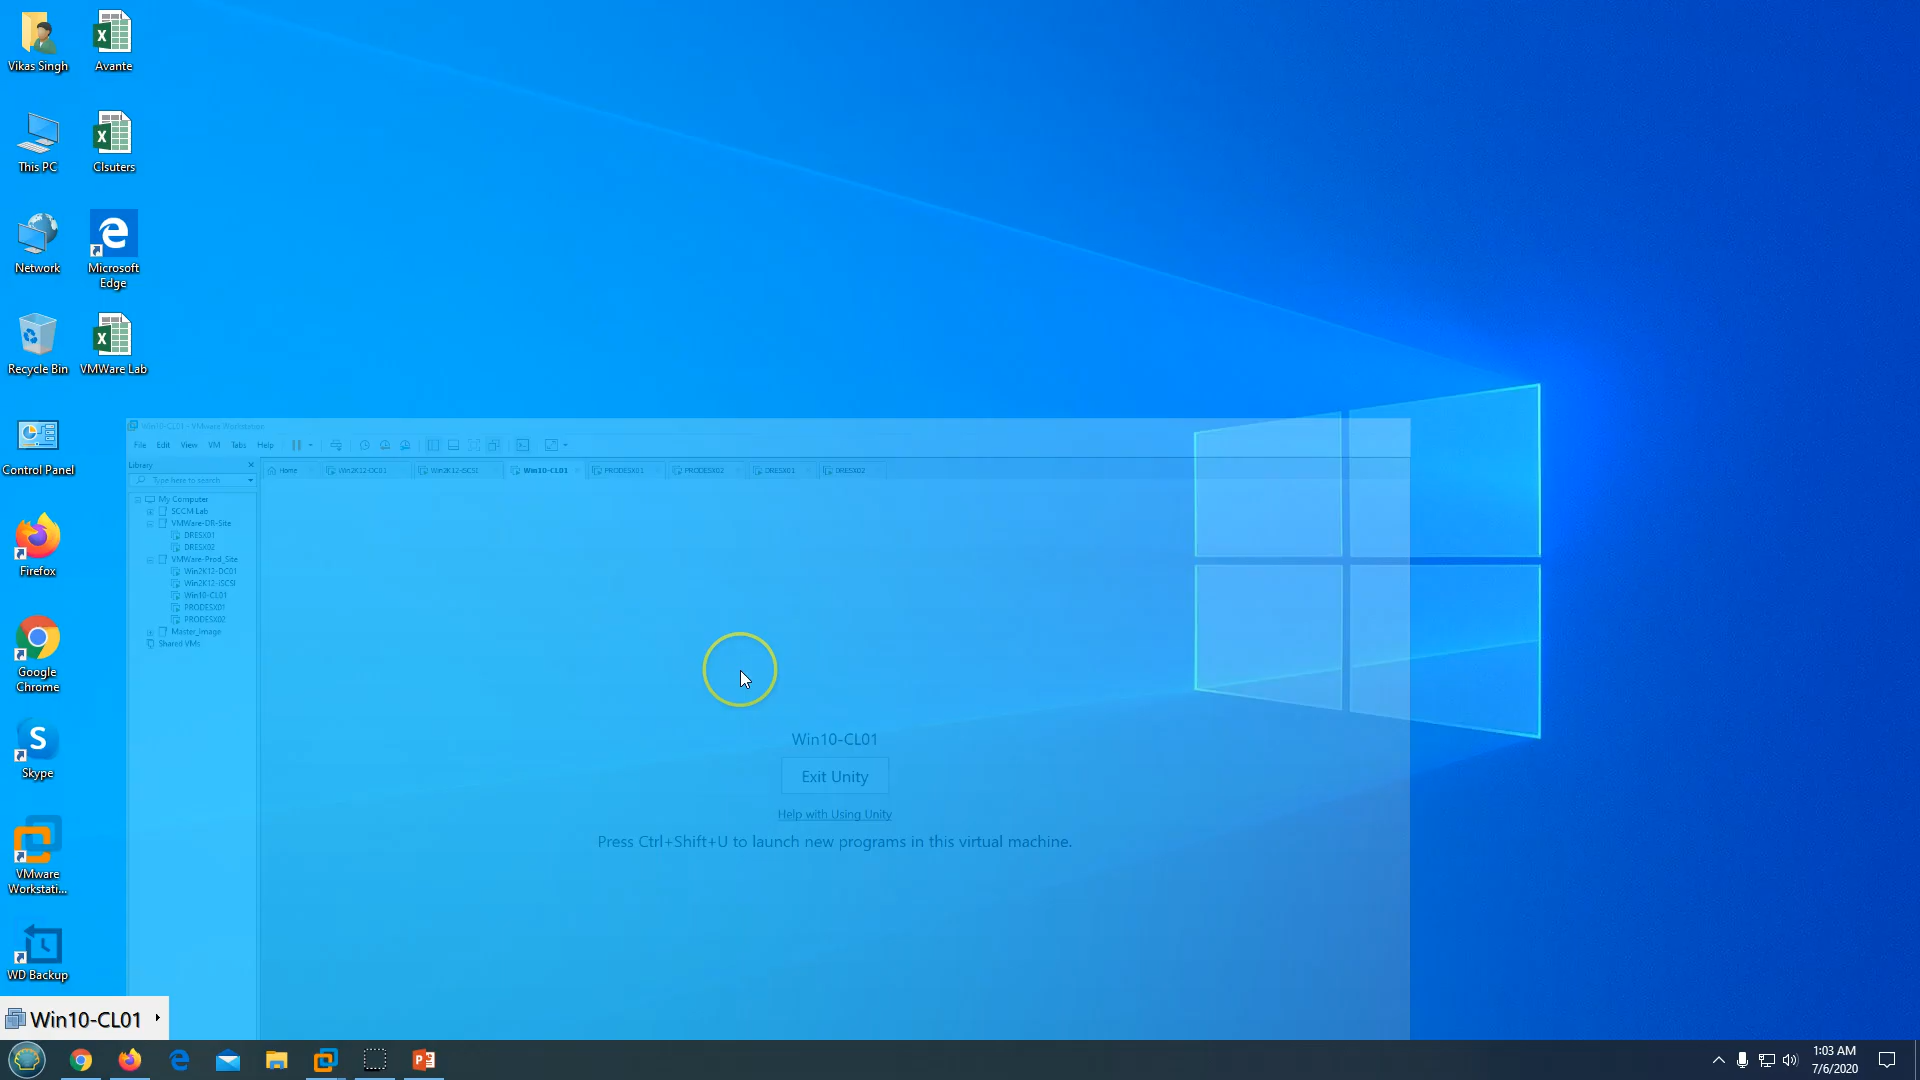 Vikas Singh
Avante
This PC
Clsuters
Network
Microsoft
Edge
Recycle Bin
VMWare Lab
Control Panel
Firefox
Google
Chrome
Skype
VMware
Workstati...
WD Backup
Win10-CL01 - VMware Workstation
File Edit View VM Tabs Help
Library
Type here to search
My Computer
SCCM Lab
VMWare-DR-Site
DRESX01
DRESX02
VMWare-Prod_Site
Win2K12-DC01
Win2K12-iSCSI
Win10-CL01
PRODESX01
PRODESX02
Master_Image
Shared VMs
Home Win2K12-DC01 Win2K12-iSCSI Win10-CL01 PRODESX01 PRODESX02 DRESX01 DRESX02
Win10-CL01
Exit Unity
Help with Using Unity
Press Ctrl+Shift+U to launch new programs in this virtual machine.
Win10-CL01
1:03 AM
7/6/2020